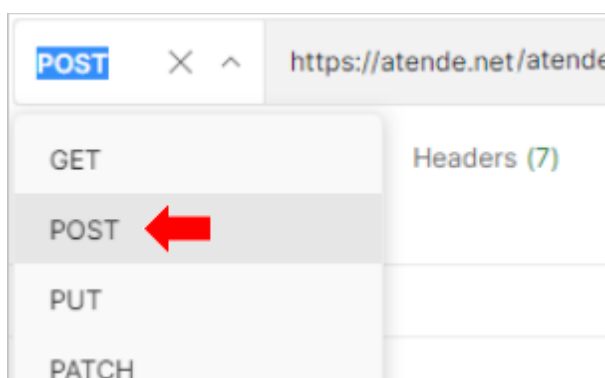 POST https://atende.net/atende
GET Headers (7)
POST
PUT
PATCH